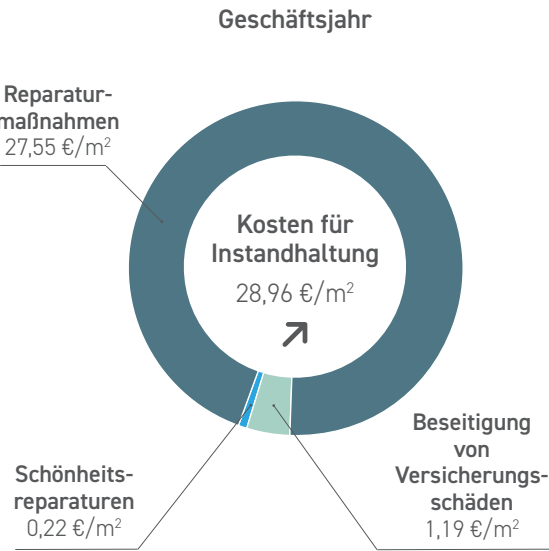 Geschäftsjahr
Reparatur-
maßnahmen
27,55 €/m²
Kosten für
Instandhaltung
28,96 €/m²
Schönheits-
reparaturen
0,22 €/m²
Beseitigung
von
Versicherungs-
schäden
1,19 €/m²